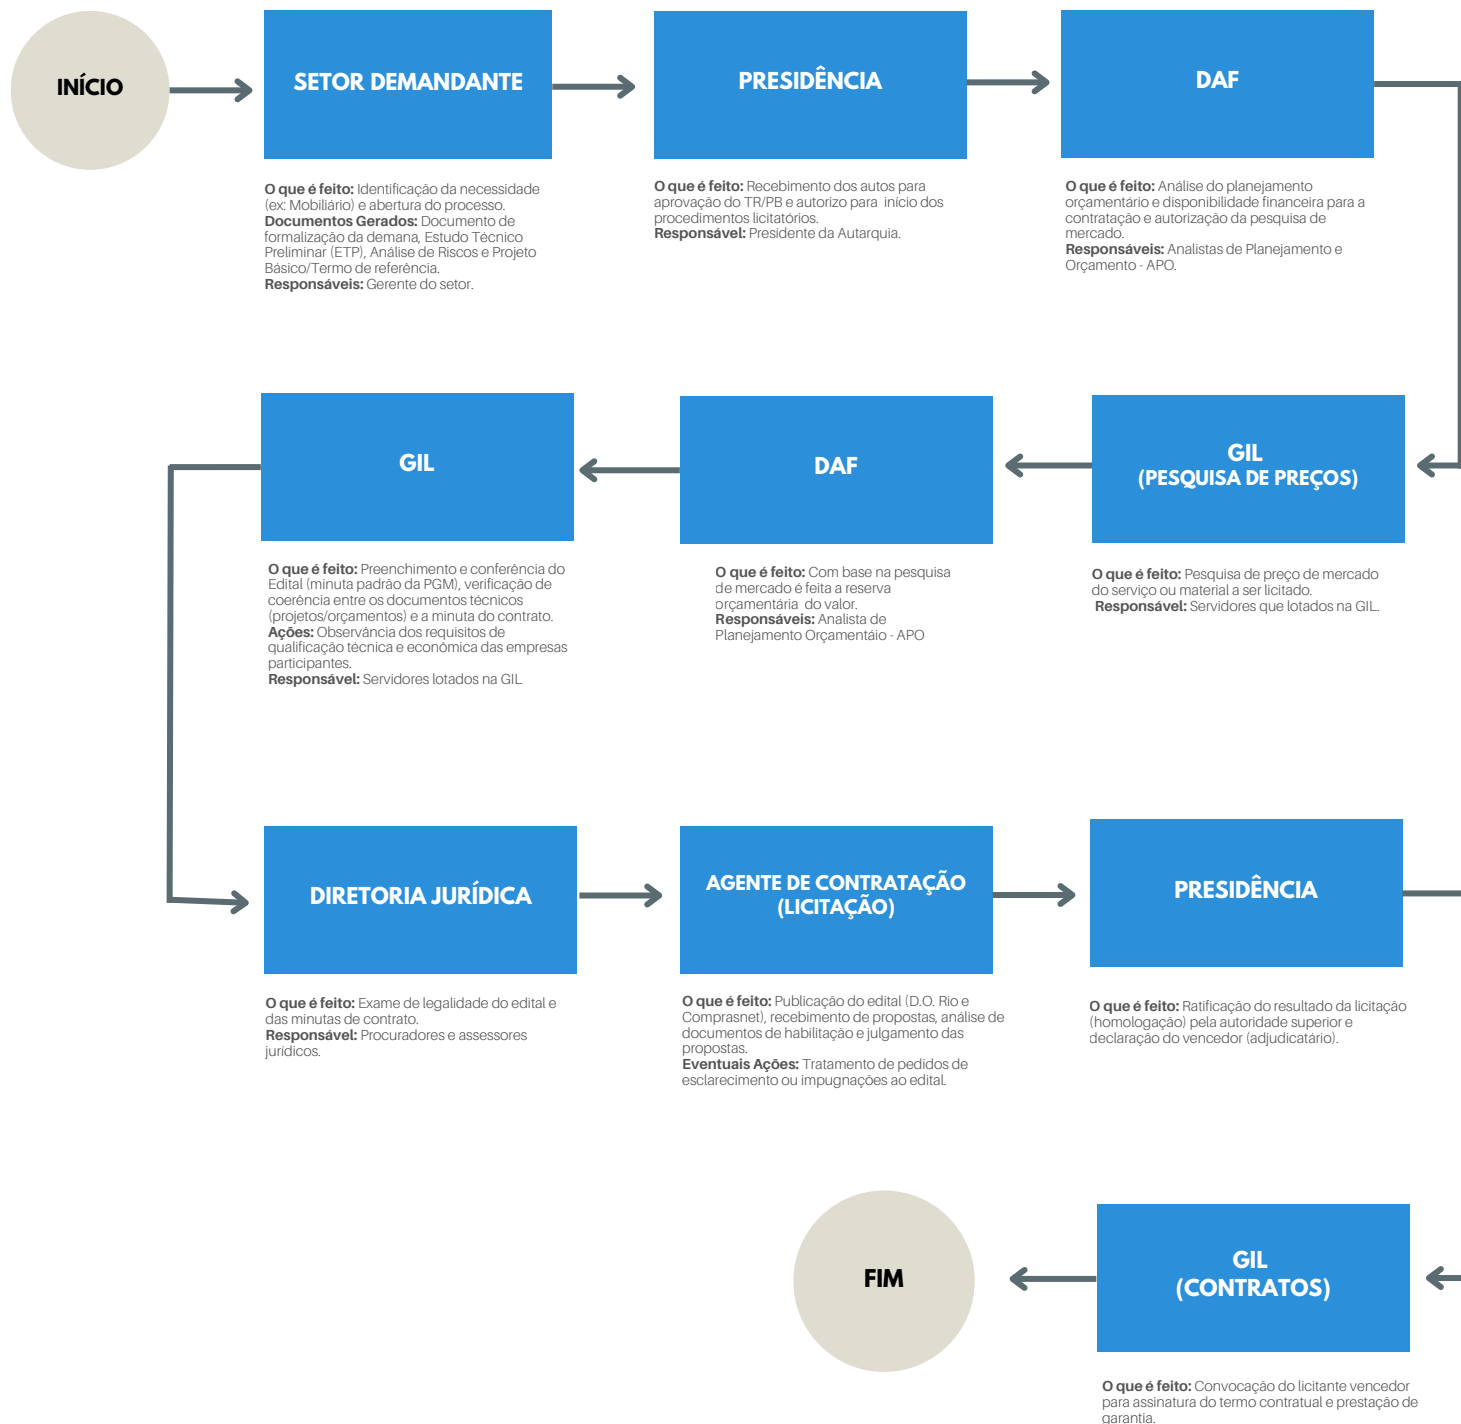 INÍCIO
SETOR DEMANDANTE
O que é feito: Identificação da necessidade
(ex: Mobiliário) e abertura do processo.
Documentos Gerados: Documento de
formalização da demana, Estudo Técnico
Preliminar (ETP), Análise de Riscos e Projeto
Básico/Termo de referência.
Responsáveis: Gerente do setor.
PRESIDÊNCIA
O que é feito: Recebimento dos autos para
aprovação do TR/PB e autorizo para início dos
procedimentos licitatórios.
Responsável: Presidente da Autarquia.
DAF
O que é feito: Análise do planejamento
orçamentário e disponibilidade financeira para a
contratação e autorização da pesquisa de
mercado.
Responsáveis: Analistas de Planejamento e
Orçamento - APO.
GIL
(PESQUISA DE PREÇOS)
O que é feito: Pesquisa de preço de mercado
do serviço ou material a ser licitado.
Responsável: Servidores que lotados na GIL.
DAF
O que é feito: Com base na pesquisa
de mercado é feita a reserva
orçamentária do valor.
Responsáveis: Analista de
Planejamento Orçamentáio - APO
GIL
O que é feito: Preenchimento e conferência do
Edital (minuta padrão da PGM), verificação de
coerência entre os documentos técnicos
(projetos/orçamentos) e a minuta do contrato.
Ações: Observância dos requisitos de
qualificação técnica e econômica das empresas
participantes.
Responsável: Servidores lotados na GIL
DIRETORIA JURÍDICA
O que é feito: Exame de legalidade do edital e
das minutas de contrato.
Responsável: Procuradores e assessores
jurídicos.
AGENTE DE CONTRATAÇÃO
(LICITAÇÃO)
O que é feito: Publicação do edital (D.O. Rio e
Comprasnet), recebimento de propostas, análise de
documentos de habilitação e julgamento das
propostas.
Eventuais Ações: Tratamento de pedidos de
esclarecimento ou impugnações ao edital.
PRESIDÊNCIA
O que é feito: Ratificação do resultado da licitação
(homologação) pela autoridade superior e
declaração do vencedor (adjudicatário).
GIL
(CONTRATOS)
O que é feito: Convocação do licitante vencedor
para assinatura do termo contratual e prestação de
garantia.
FIM